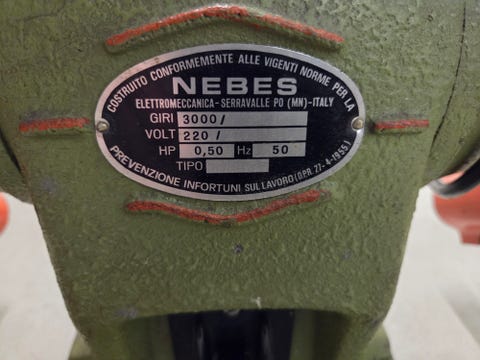 COSTRUITO CONFORMEMENTE ALLE VIGENTI NORME PER LA
NEBES
ELETTROMECCANICA-SERRAVALLE PO (MN)-ITALY
GIRI 3000/
VOLT 220/
HP 0,50 Hz 50
TIPO
PREVENZIONE INFORTUNI SUL LAVORO (D.P.R. 27-4-1955)